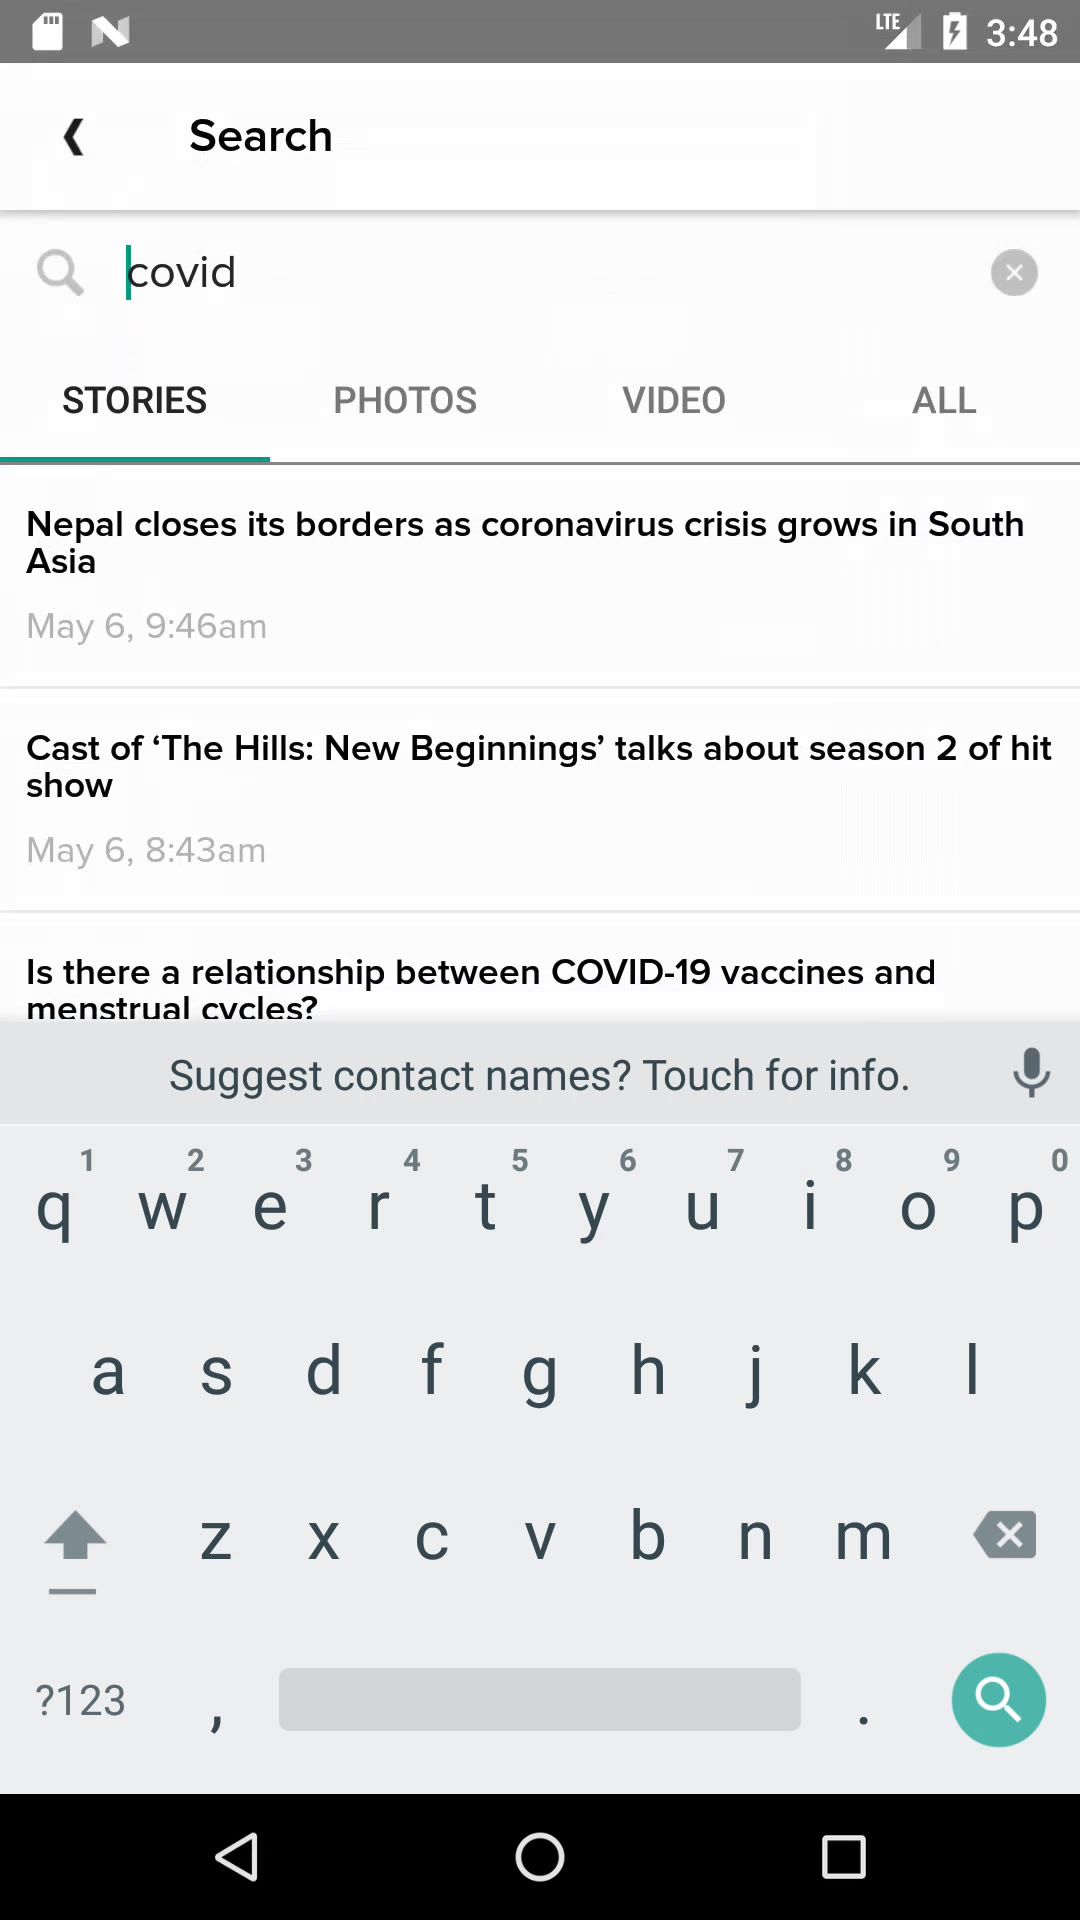 LTE 3:48
Search
covid
STORIES PHOTOS VIDEO ALL
Nepal closes its borders as coronavirus crisis grows in South
Asia
May 6, 9:46am
Cast of ‘The Hills: New Beginnings’ talks about season 2 of hit
show
May 6, 8:43am
Is there a relationship between COVID-19 vaccines and
menstrual cycles?
Suggest contact names? Touch for info.
1 2 3 4 5 6 7 8 9 0
q w e r t y u i o p
a s d f g h j k l
z x c v b n m
?123 , .